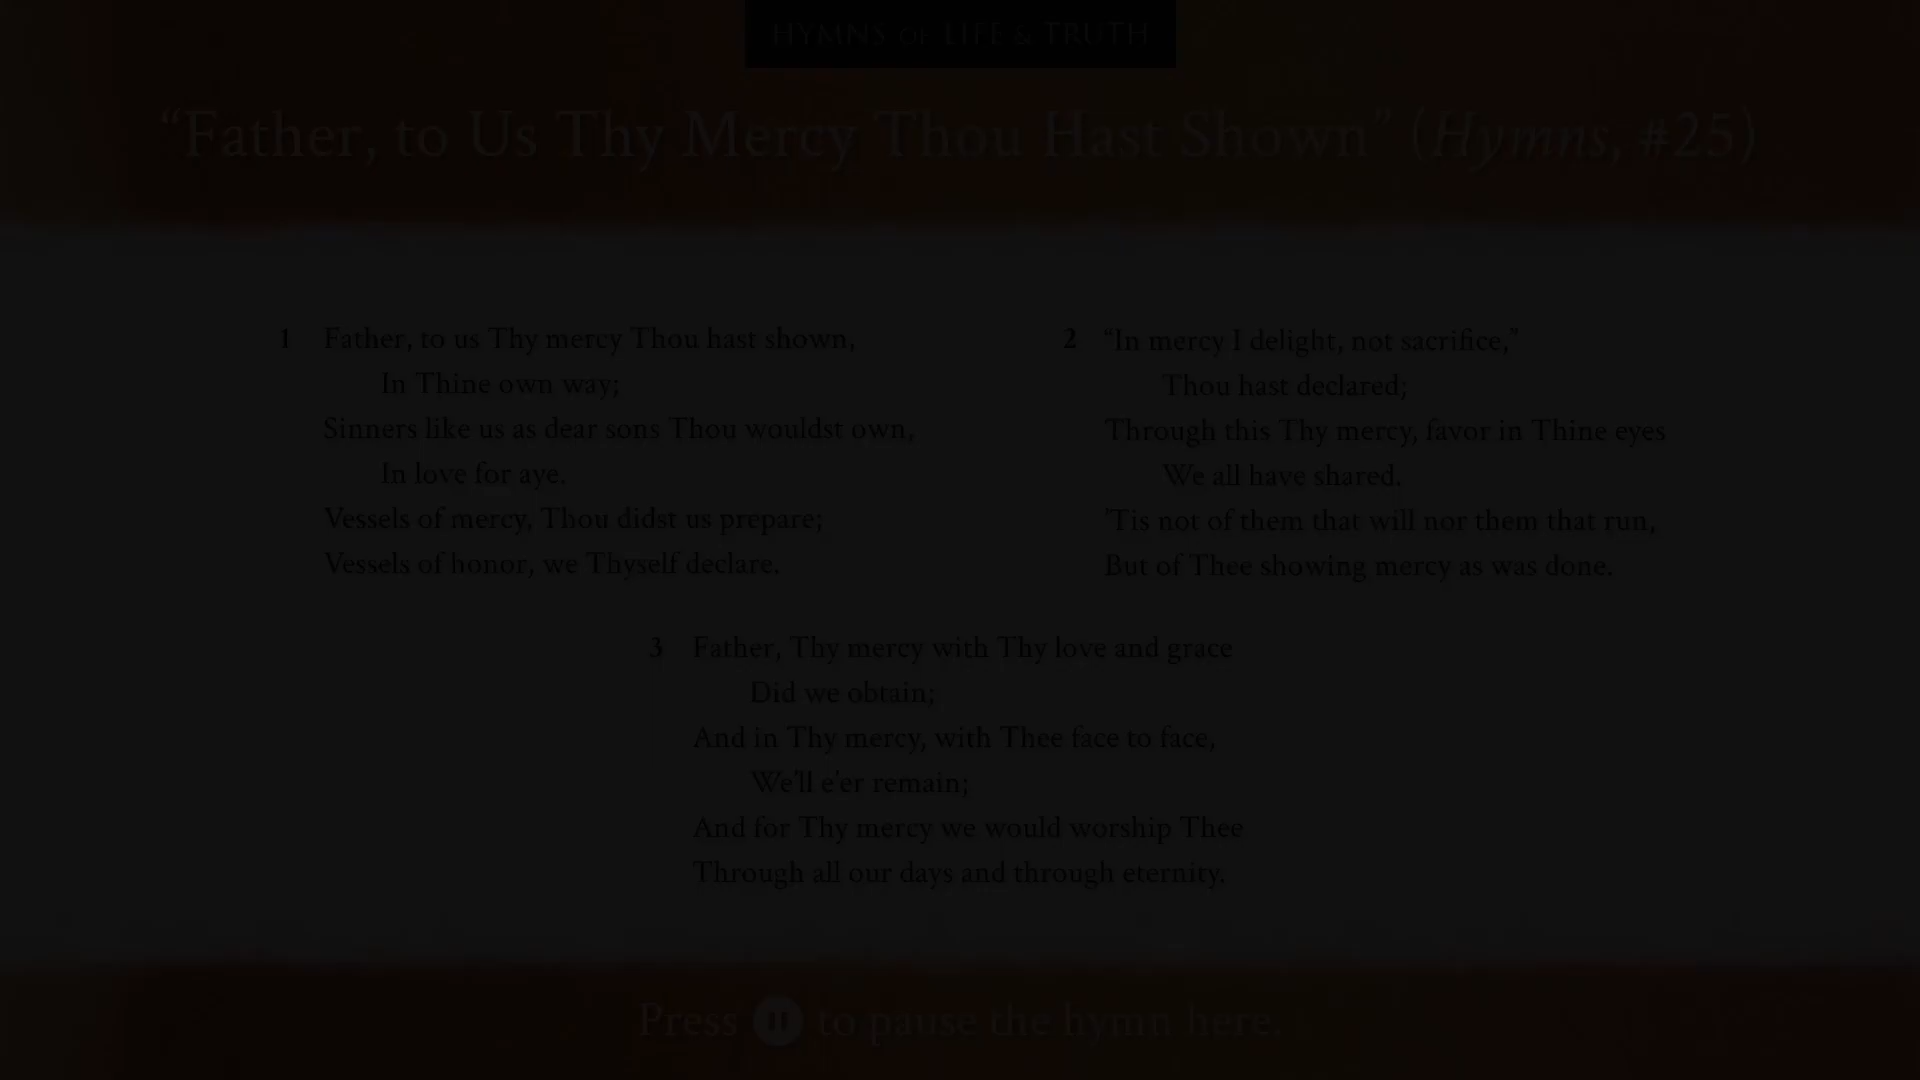 HYMNS OF LIFE & TRUTH
“Father, to Us Thy Mercy Thou Hast Shown” (Hymns, #25)
1 Father, to us Thy mercy Thou hast shown,
In Thine own way;
Sinners like us as dear sons Thou wouldst own,
In love for aye.
Vessels of mercy, Thou didst us prepare;
Vessels of honor, we Thyself declare.
2 “In mercy I delight, not sacrifice,”
Thou hast declared;
Through this Thy mercy, favor in Thine eyes
We all have shared.
'Tis not of them that will nor them that run,
But of Thee showing mercy as was done.
3 Father, Thy mercy with Thy love and grace
Did we obtain;
And in Thy mercy, with Thee face to face,
We'll e'er remain;
And for Thy mercy we would worship Thee
Through all our days and through eternity.
Press to pause the hymn here.